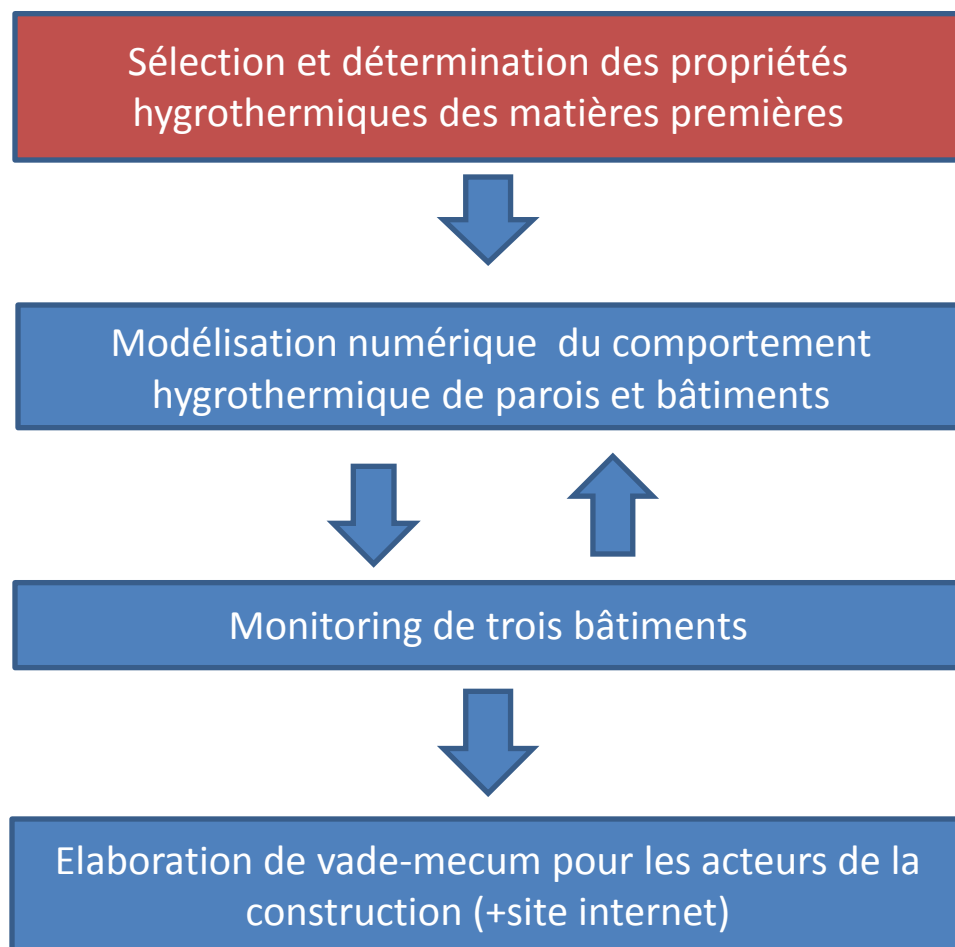 Sélection et détermination des propriétés
hygrothermiques des matières premières
Modélisation numérique  du comportement
hygrothermique de parois et bâtiments
Monitoring de trois bâtiments
Elaboration de vade-mecum pour les acteurs de la
construction (+site internet)